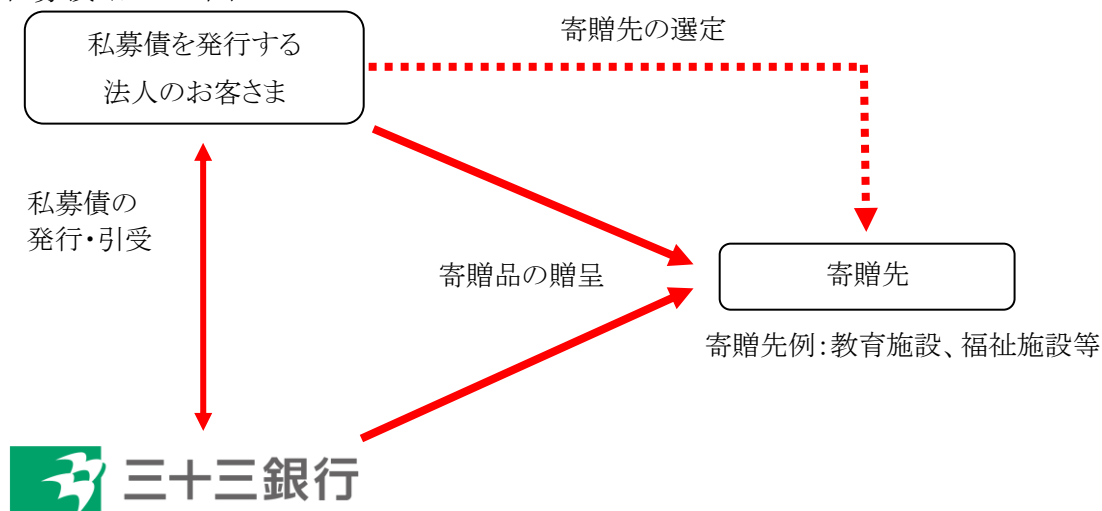 私募債を発行する
法人のお客さま
寄贈先の選定
私募債の
発行・引受
寄贈品の贈呈
寄贈先
寄贈先例：教育施設、福祉施設等
三十三銀行